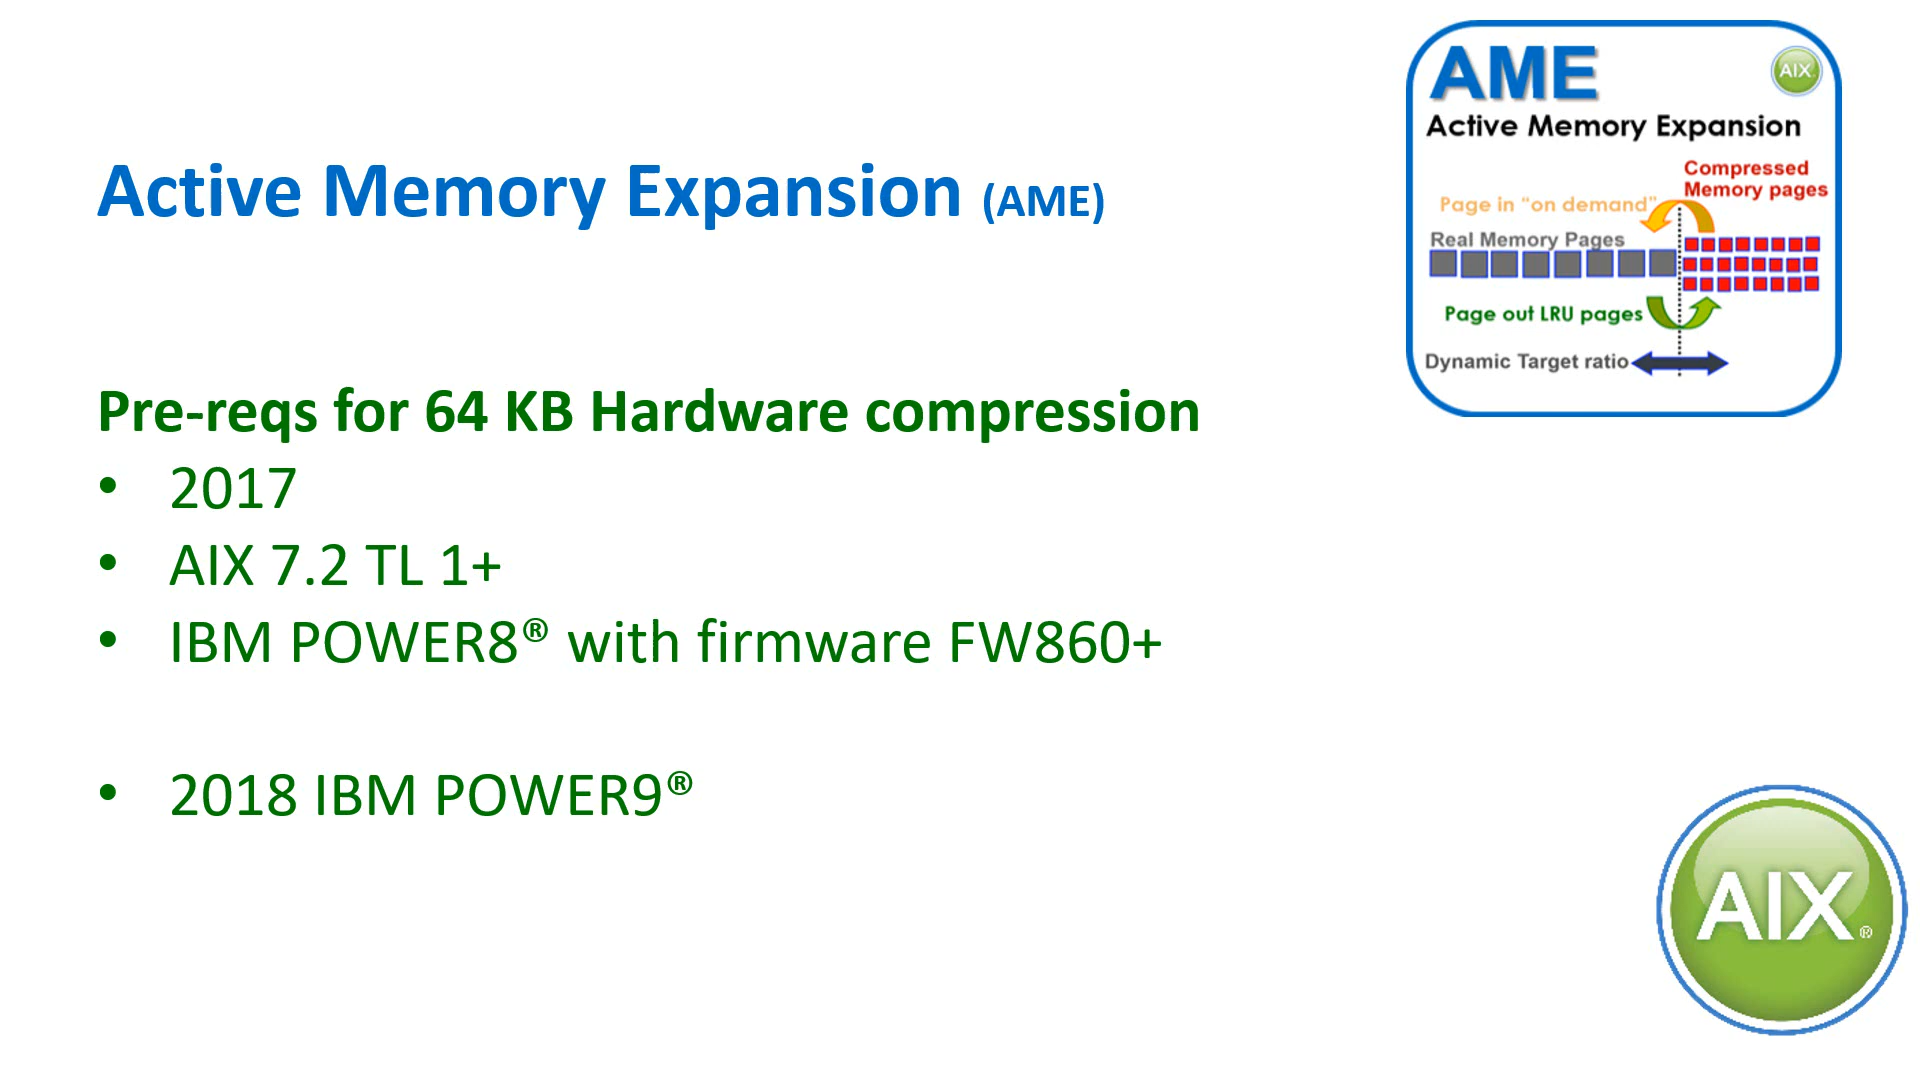 Active Memory Expansion (AME)
Pre-reqs for 64 KB Hardware compression
• 2017
• AIX 7.2 TL 1+
• IBM POWER8® with firmware FW860+
• 2018 IBM POWER9®
AME
AIX
Active Memory Expansion
Compressed
Memory pages
Page in “on demand”
Real Memory Pages
Page out LRU pages
Dynamic Target ratio
AIX®